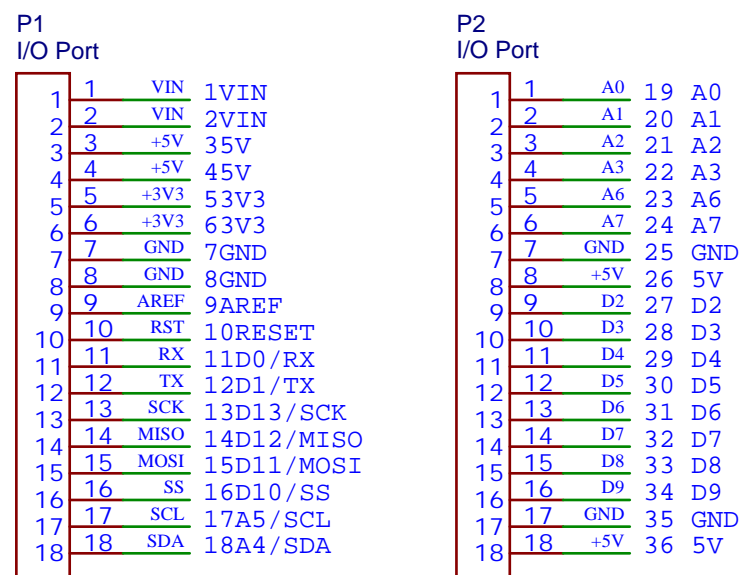 P1
I/O Port
1 1 VIN 1VIN
2 2 VIN 2VIN
3 3 +5V 35V
4 4 +5V 45V
5 5 +3V3 53V3
6 6 +3V3 63V3
7 7 GND 7GND
8 8 GND 8GND
9 9 AREF 9AREF
10 10 RST 10RESET
11 11 RX 11D0/RX
12 12 TX 12D1/TX
13 13 SCK 13D13/SCK
14 14 MISO 14D12/MISO
15 15 MOSI 15D11/MOSI
16 16 SS 16D10/SS
17 17 SCL 17A5/SCL
18 18 SDA 18A4/SDA
P2
I/O Port
1 1 A0 19 A0
2 2 A1 20 A1
3 3 A2 21 A2
4 4 A3 22 A3
5 5 A6 23 A6
6 6 A7 24 A7
7 7 GND 25 GND
8 8 +5V 26 5V
9 9 D2 27 D2
10 10 D3 28 D3
11 11 D4 29 D4
12 12 D5 30 D5
13 13 D6 31 D6
14 14 D7 32 D7
15 15 D8 33 D8
16 16 D9 34 D9
17 17 GND 35 GND
18 18 +5V 36 5V